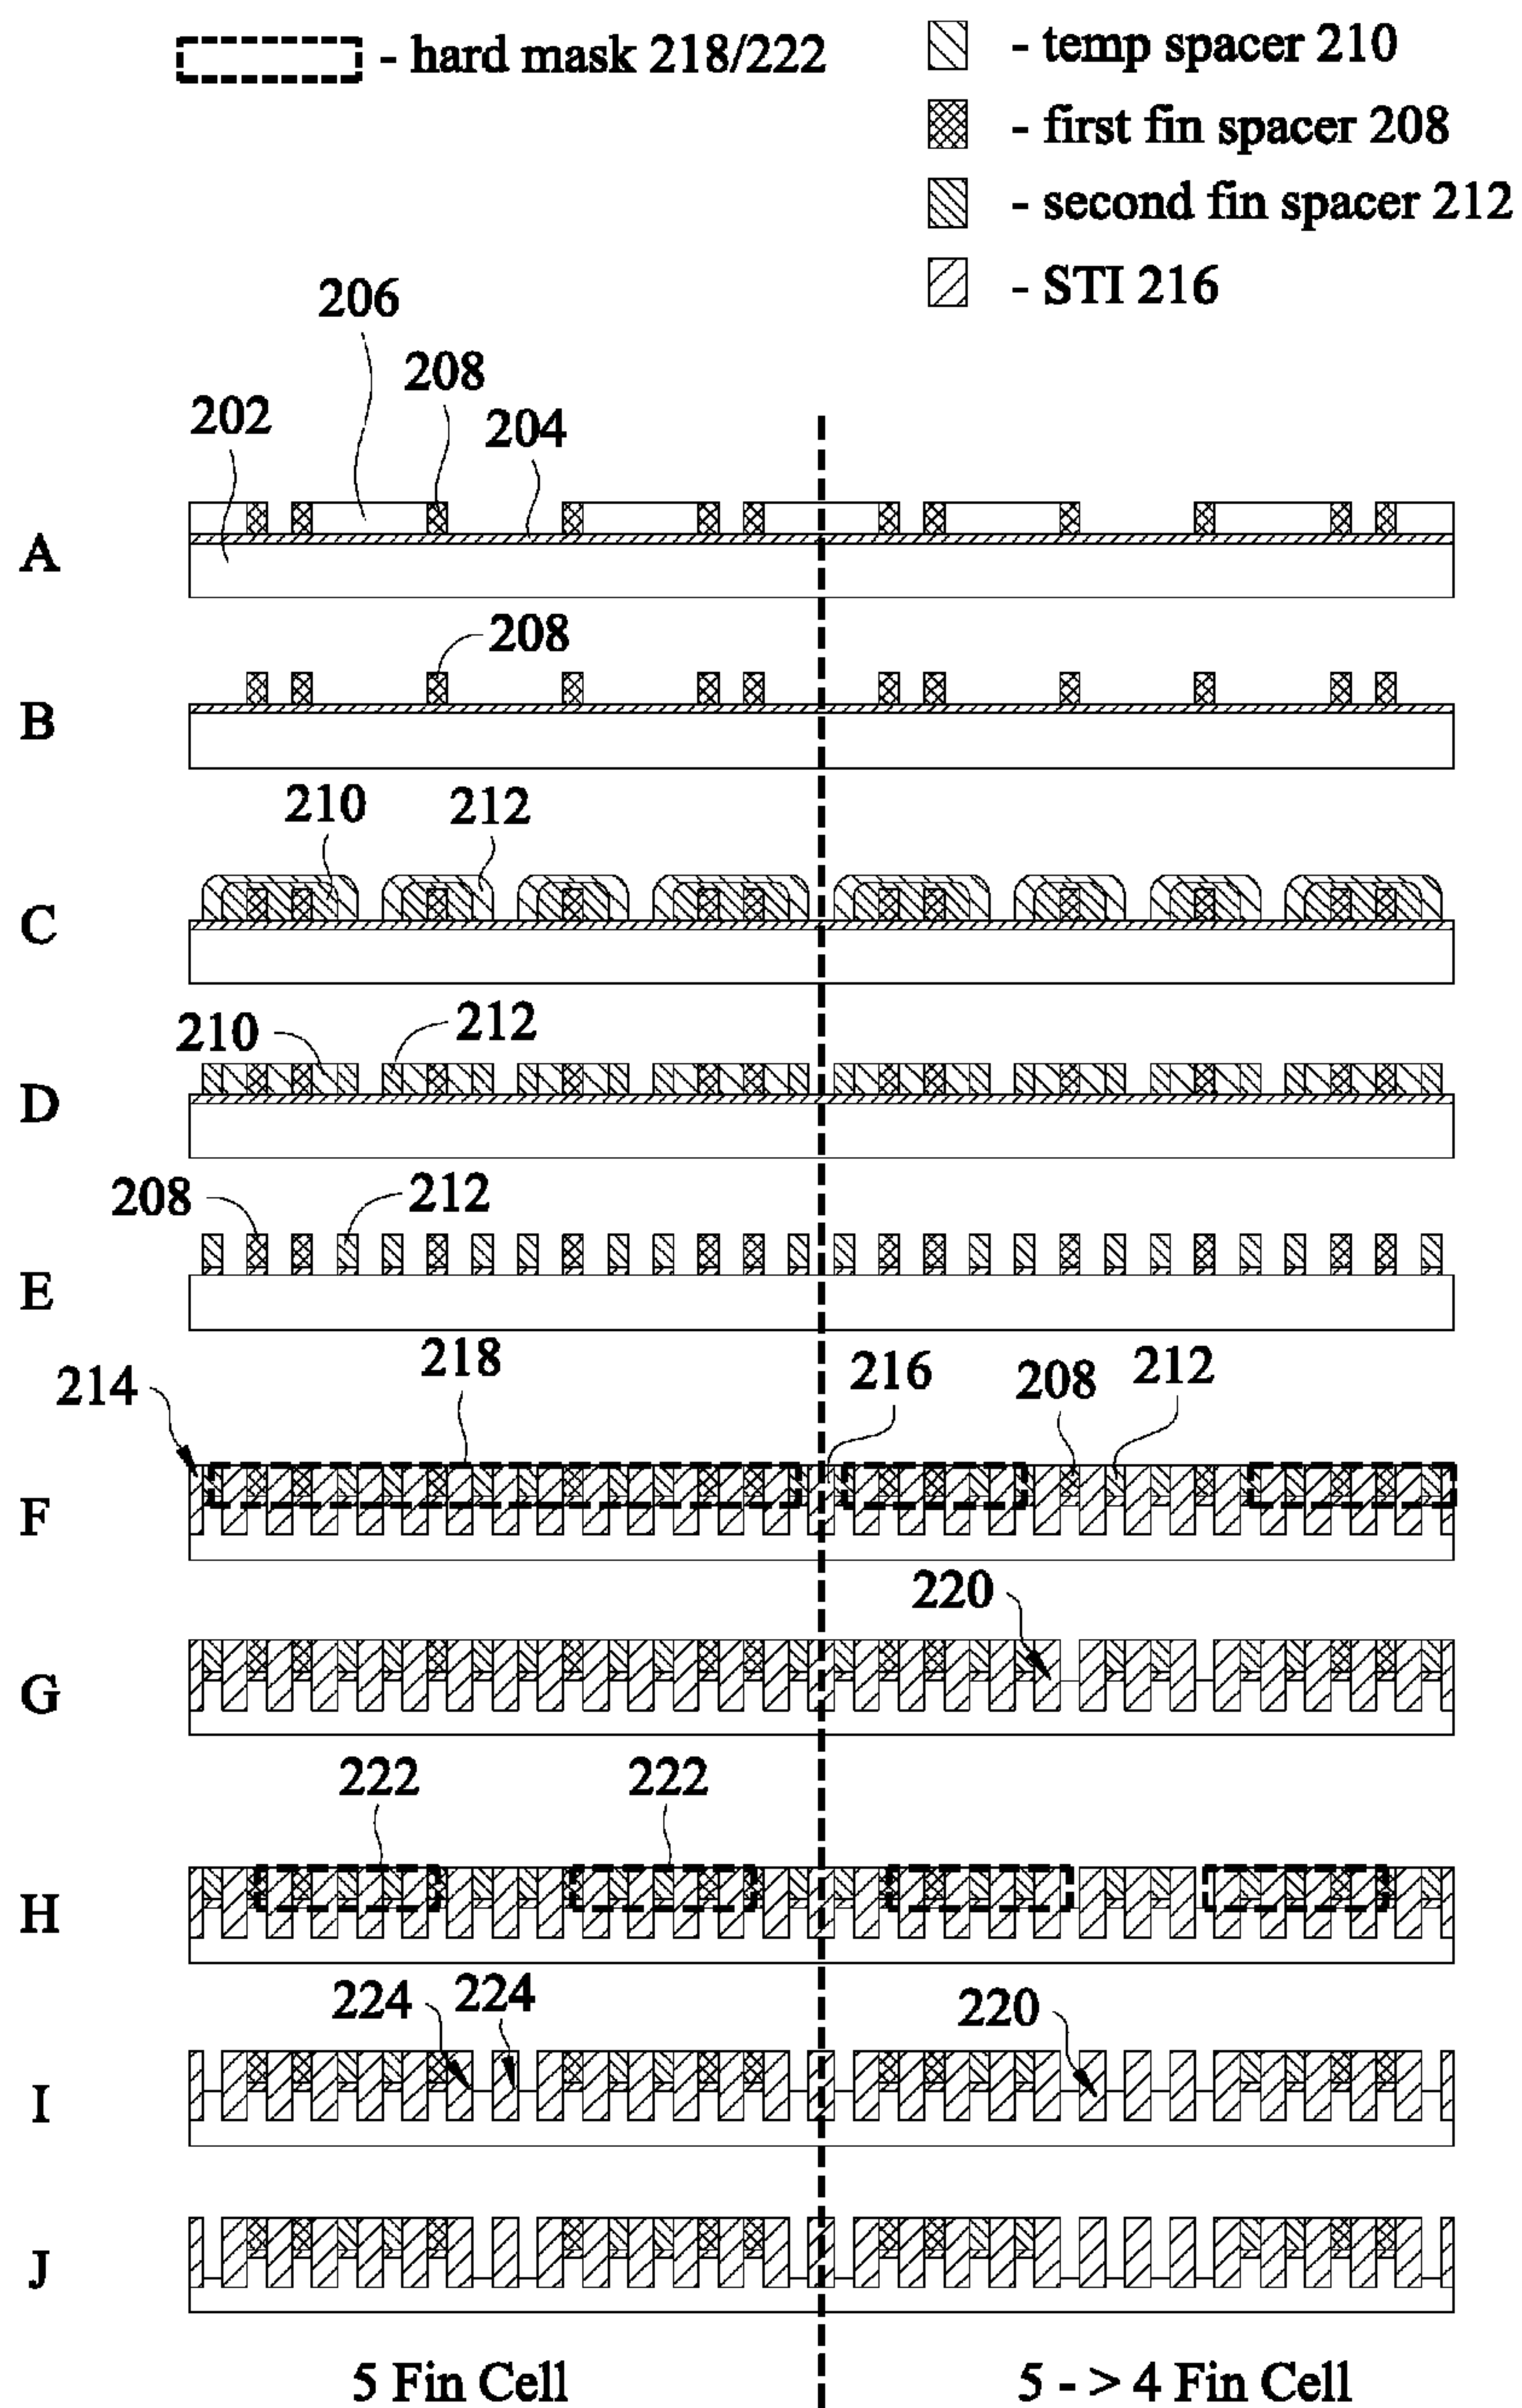 - hard mask 218/222
- temp spacer 210
- first fin spacer 208
- second fin spacer 212
- STI 216
206
208
202
204
A
208
B
210
212
C
210
212
D
208
212
E
218
214
216
208
212
F
220
G
222
222
H
224
224
220
I
J
5 Fin Cell
5 - > 4 Fin Cell